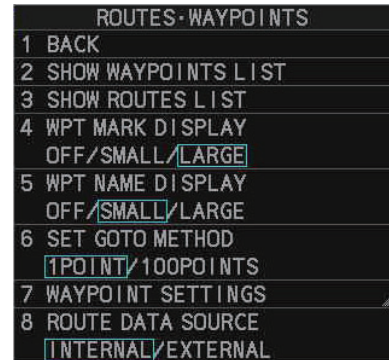 ROUTES·WAYPOINTS
1 BACK
2 SHOW WAYPOINTS LIST
3 SHOW ROUTES LIST
4 WPT MARK DISPLAY
OFF/SMALL/LARGE
5 WPT NAME DISPLAY
OFF/SMALL/LARGE
6 SET GOTO METHOD
1POINT/100POINTS
7 WAYPOINT SETTINGS
8 ROUTE DATA SOURCE
INTERNAL/EXTERNAL